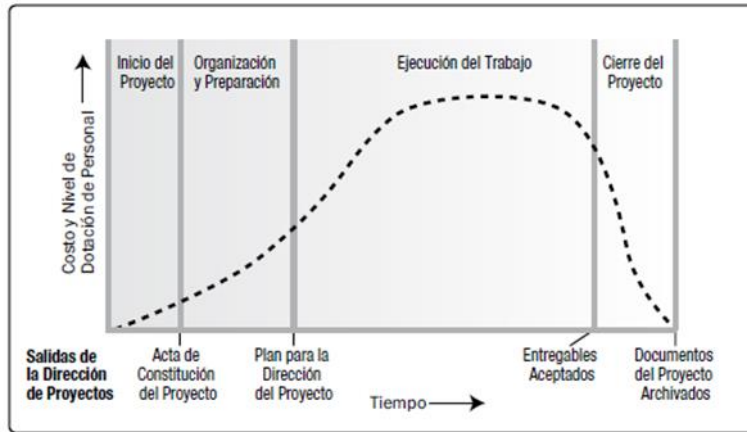 Inicio del
Proyecto
Organización
y Preparación
Ejecución del Trabajo
Cierre del
Proyecto
Costo y Nivel de
Dotación de Personal
Salidas de
la Dirección
de Proyectos
Acta de
Constitución
del Proyecto
Plan para la
Dirección
del Proyecto
Entregables
Aceptados
Documentos
del Proyecto
Archivados
Tiempo